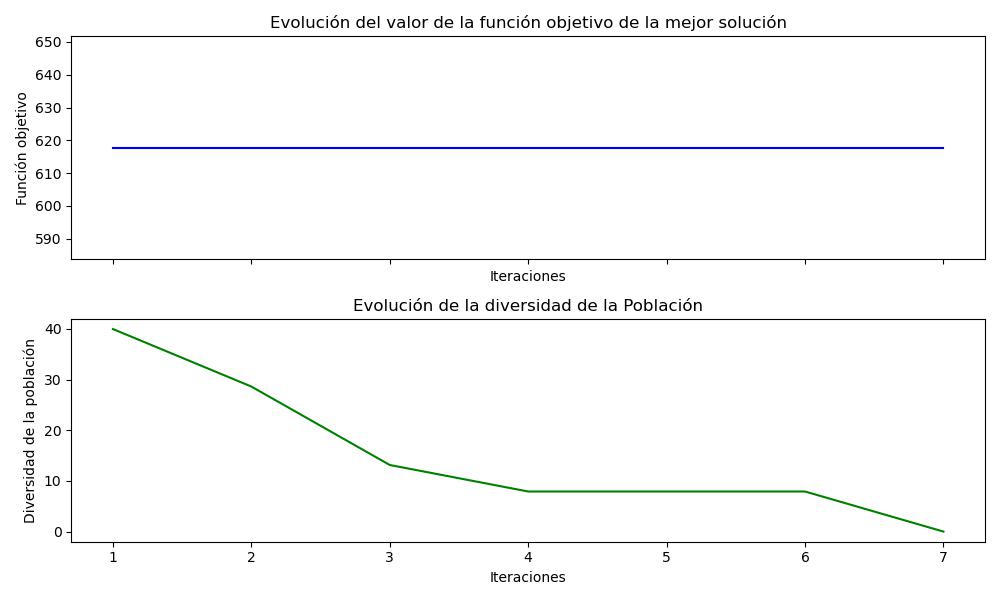 Evolución del valor de la función objetivo de la mejor solución
Función objetivo
650
640
630
620
610
600
590
Iteraciones
Evolución de la diversidad de la Población
Diversidad de la población
40
30
20
10
0
1 2 3 4 5 6 7
Iteraciones